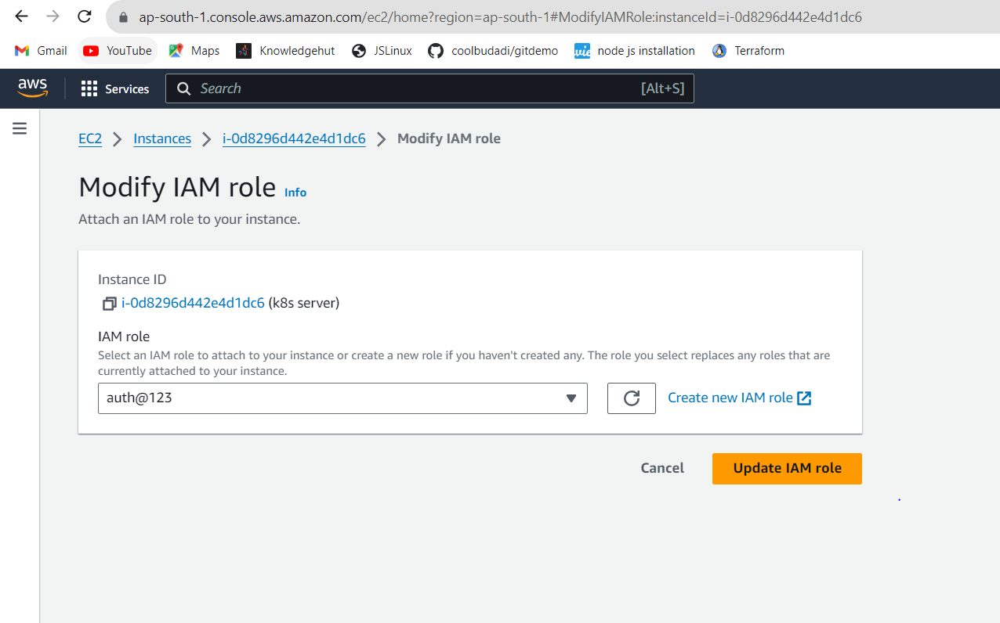 ap-south-1.console.aws.amazon.com/ec2/home?region=ap-south-1#ModifyIAMRole:instanceId=i-0d8296d442e4d1dc6
Gmail YouTube Maps Knowledgehut JSLinux coolbudadi/gitdemo node js installation Terraform
aws Services Search [Alt+S]
EC2 Instances i-0d8296d442e4d1dc6 Modify IAM role
Modify IAM role Info
Attach an IAM role to your instance.
Instance ID
i-0d8296d442e4d1dc6 (k8s server)
IAM role
Select an IAM role to attach to your instance or create a new role if you haven't created any. The role you select replaces any roles that are
currently attached to your instance.
auth@123 Create new IAM role
Cancel Update IAM role